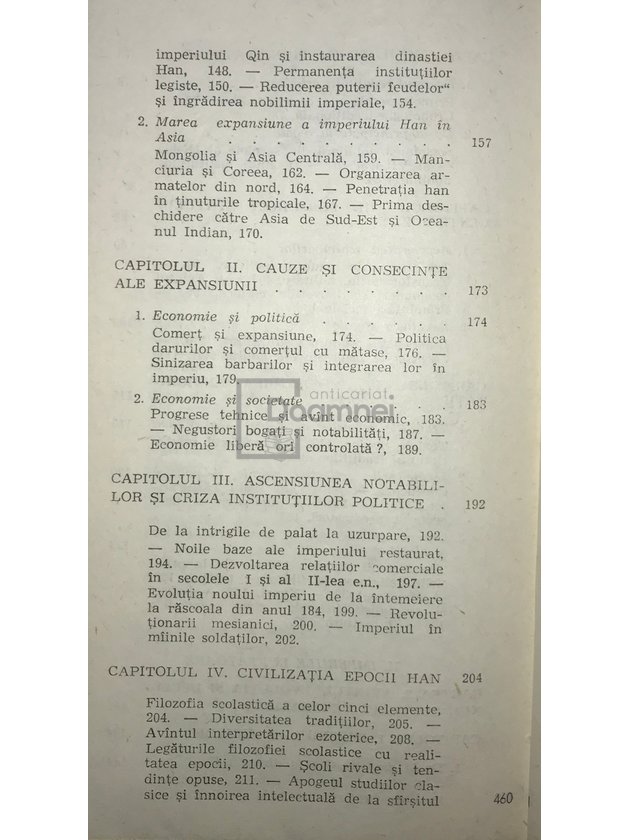 imperiului Qin și instaurarea dinastiei
Han, 148. — Permanența instituțiilor
legiste, 150. — Reducerea puterii feudelor“
și îngrădirea nobilimii imperiale, 154.
2. Marea expansiune a imperiului Han în
Asia . . . . . . . . . . 157
Mongolia și Asia Centrală, 159. — Man-
ciuria și Coreea, 162. — Organizarea ar-
matelor din nord, 164. — Penetrația han
în ținuturile tropicale, 167. — Prima des-
chidere către Asia de Sud-Est și Ocea-
nul Indian, 170.
CAPITOLUL II. CAUZE ȘI CONSECINȚE
ALE EXPANSIUNII . . . . . . . . 173
1. Economie și politică . . . . . . 174
Comerț și expansiune, 174. — Politica
darurilor și comerțul cu mătase, 176. —
Sinizarea barbarilor și integrarea lor în
imperiu, 179.
anticariat
Doamnei
2. Economie și societate . . . . . 183
Progrese tehnice și avînt economic, 183.
— Negustori bogați și notabilități, 187. —
Economie liberă ori controlată?, 189.
CAPITOLUL III. ASCENSIUNEA NOTABILI-
LOR ȘI CRIZA INSTITUȚIILOR POLITICE . 192
De la intrigile de palat la uzurpare, 192.
— Noile baze ale imperiului restaurat,
194. — Dezvoltarea relațiilor comerciale
în secolele I și al II-lea e.n., 197. —
Evoluția noului imperiu de la întemeiere
la răscoala din anul 184, 199. — Revolu-
ționarii mesianici, 200. — Imperiul în
mîinile soldaților, 202.
CAPITOLUL IV. CIVILIZAȚIA EPOCII HAN 204
Filozofia scolastică a celor cinci elemente,
204. — Diversitatea tradițiilor, 205. —
Avîntul interpretărilor ezoterice, 208. —
Legăturile filozofiei scolastice cu reali-
tatea epocii, 210. — Școli rivale și ten-
dințe opuse, 211. — Apogeul studiilor cla-
sice și înnoirea intelectuală de la sfîrșitul
460